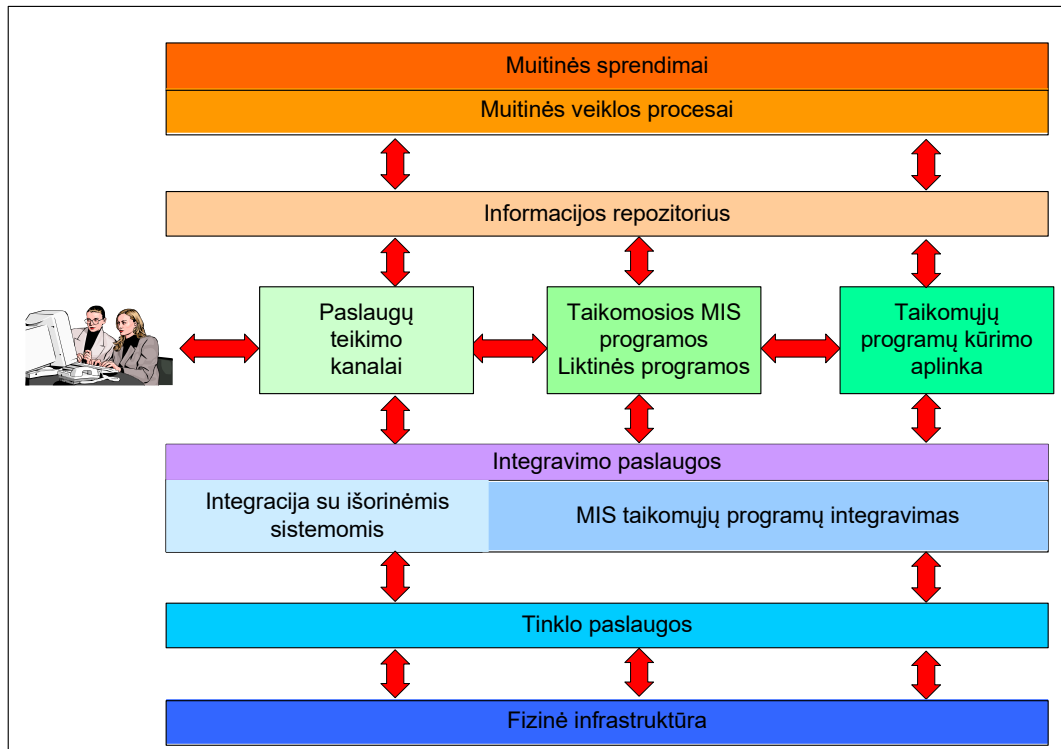 Muitinės sprendimai
Muitinės veiklos procesai
Informacijos repozitorius
Paslaugų
teikimo
kanalai
Taikomosios MIS
programos
Liktinės programos
Taikomųjų
programų kūrimo
aplinka
Integravimo paslaugos
Integracija su išorinėmis
sistemomis
MIS taikomųjų programų integravimas
Tinklo paslaugos
Fizinė infrastruktūra